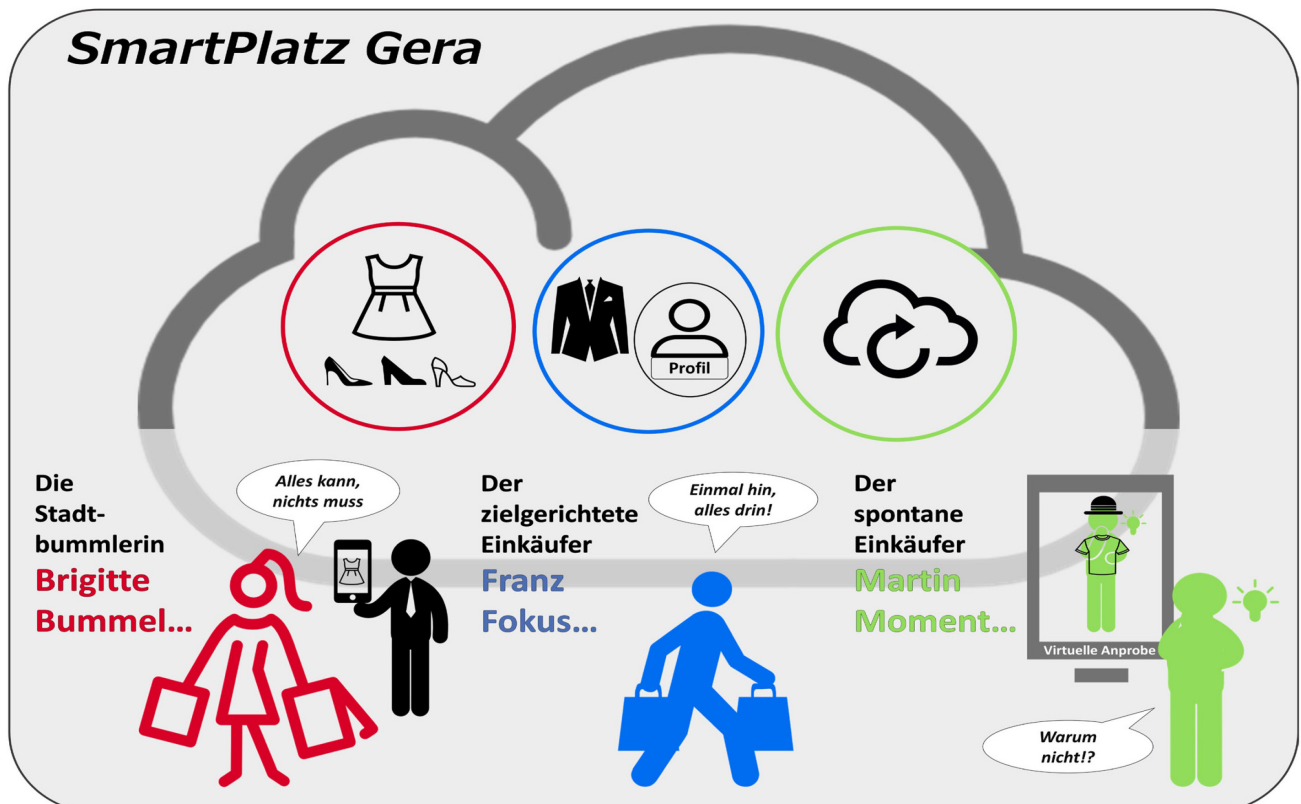 SmartPlatz Gera
Profil
Die
Stadt-
bummlerin
Brigitte
Bummel...
Alles kann,
nichts muss
Der
zielgerichtete
Einkäufer
Franz
Fokus...
Einmal hin,
alles drin!
Der
spontane
Einkäufer
Martin
Moment...
Virtuelle Anprobe
Warum
nicht!?